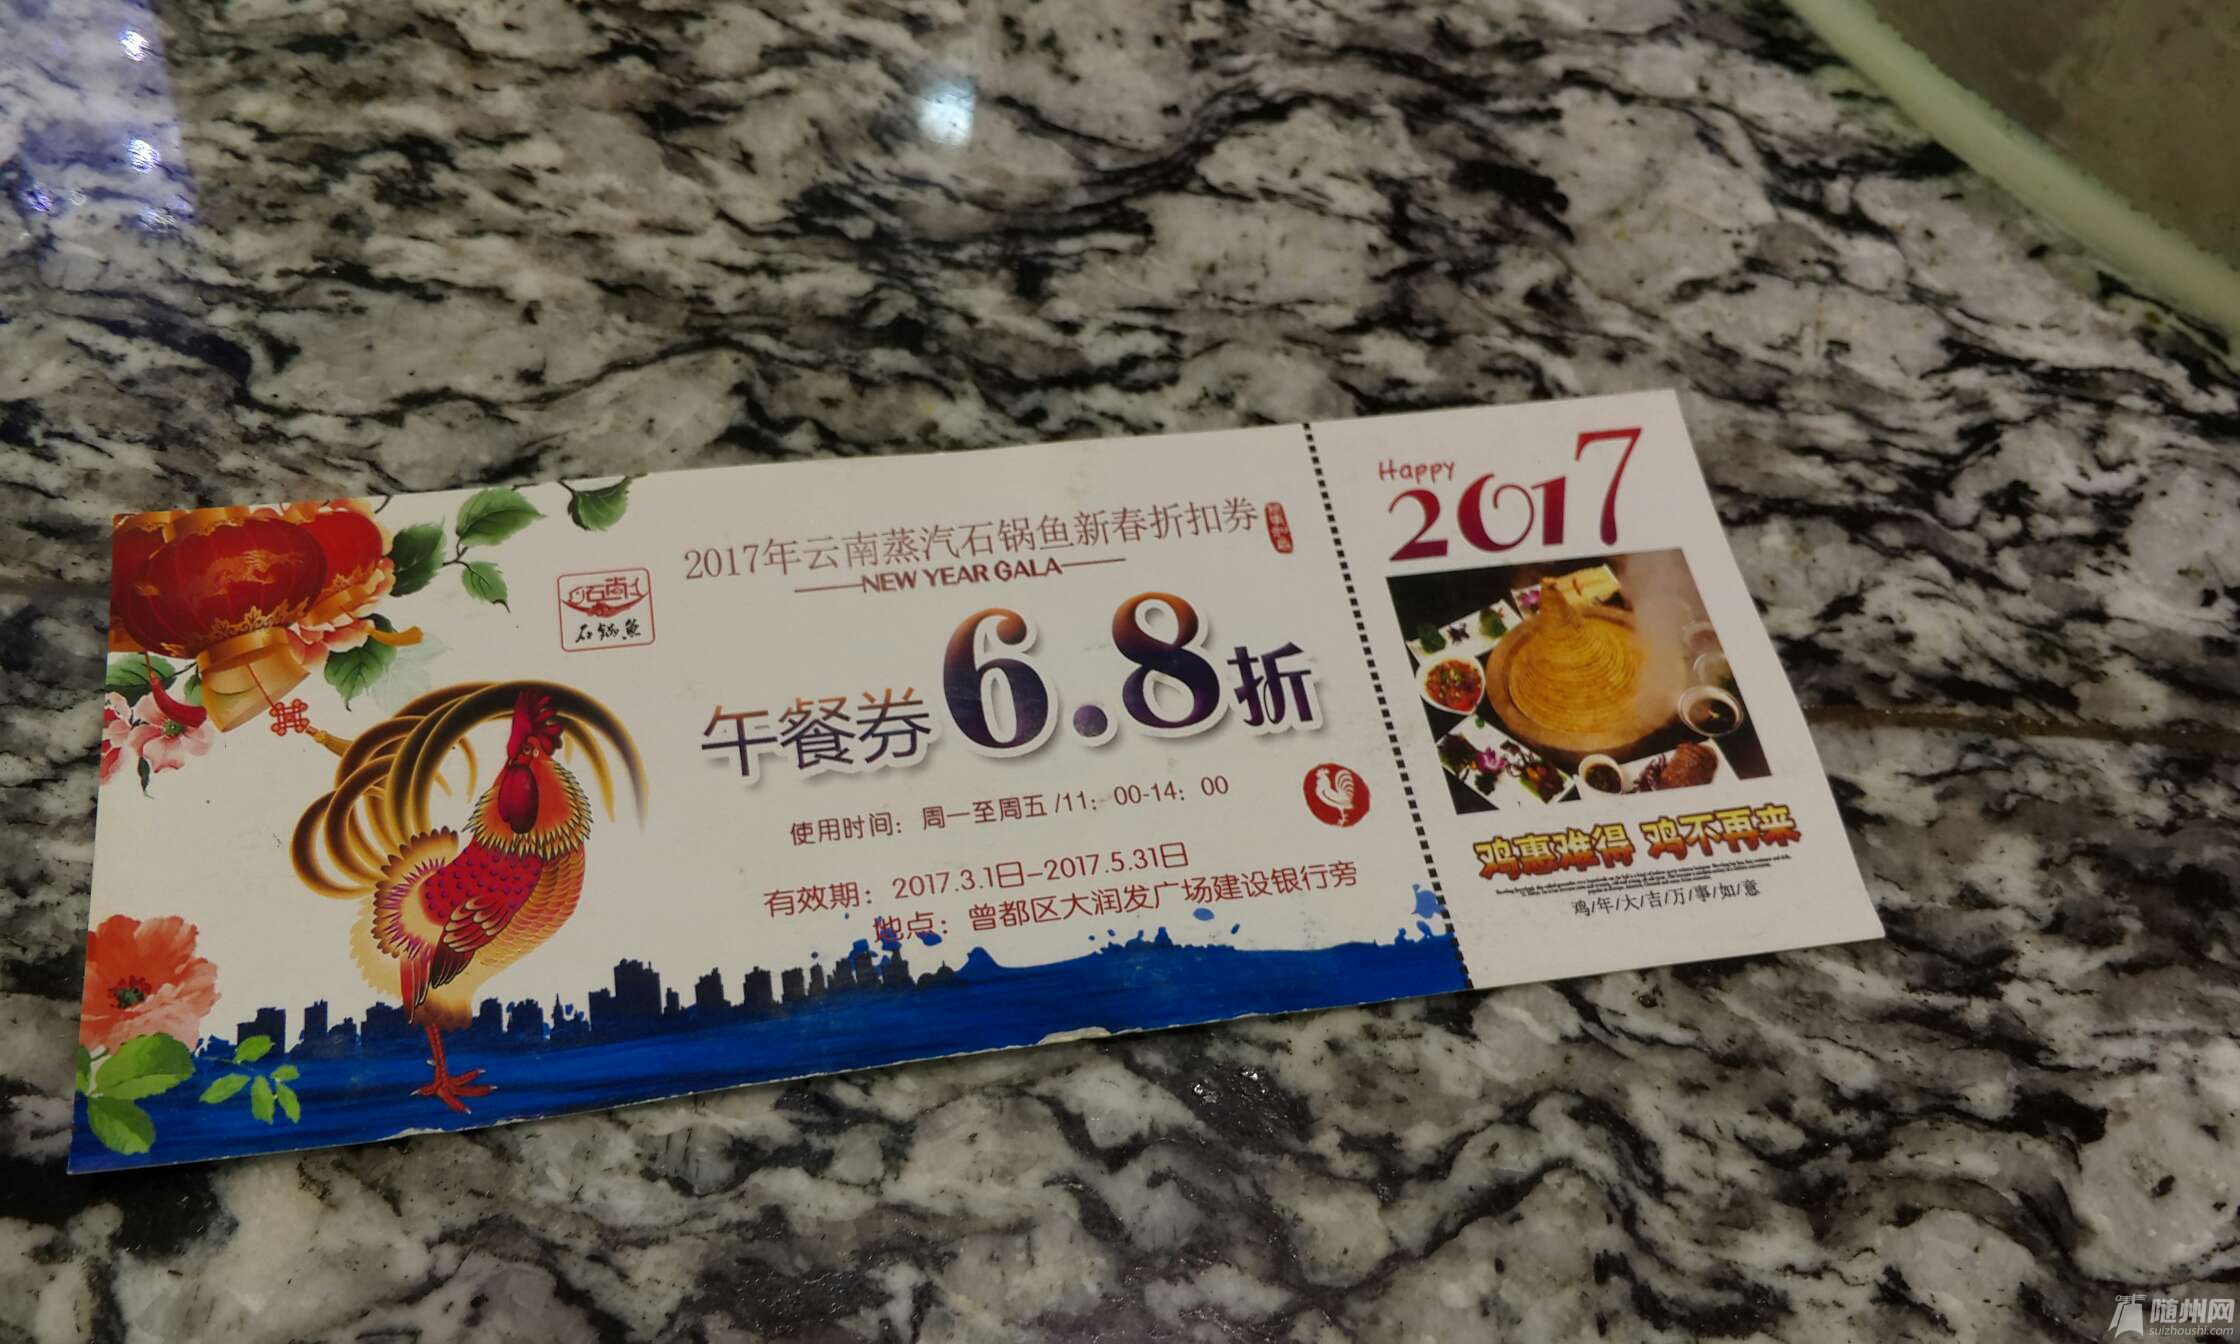 2017年云南蒸汽石锅鱼新春折扣券
NEW YEAR GALA
石锅鱼
午餐券6.8折
使用时间：周一至周五 /11：00-14：00
有效期：2017.3.1日-2017.5.31日
地点：曾都区大润发广场建设银行旁
Happy
2017
鸡惠难得 鸡不再来
鸡/年/大/吉/万/事/如/意
随州网
suizhoushi.com